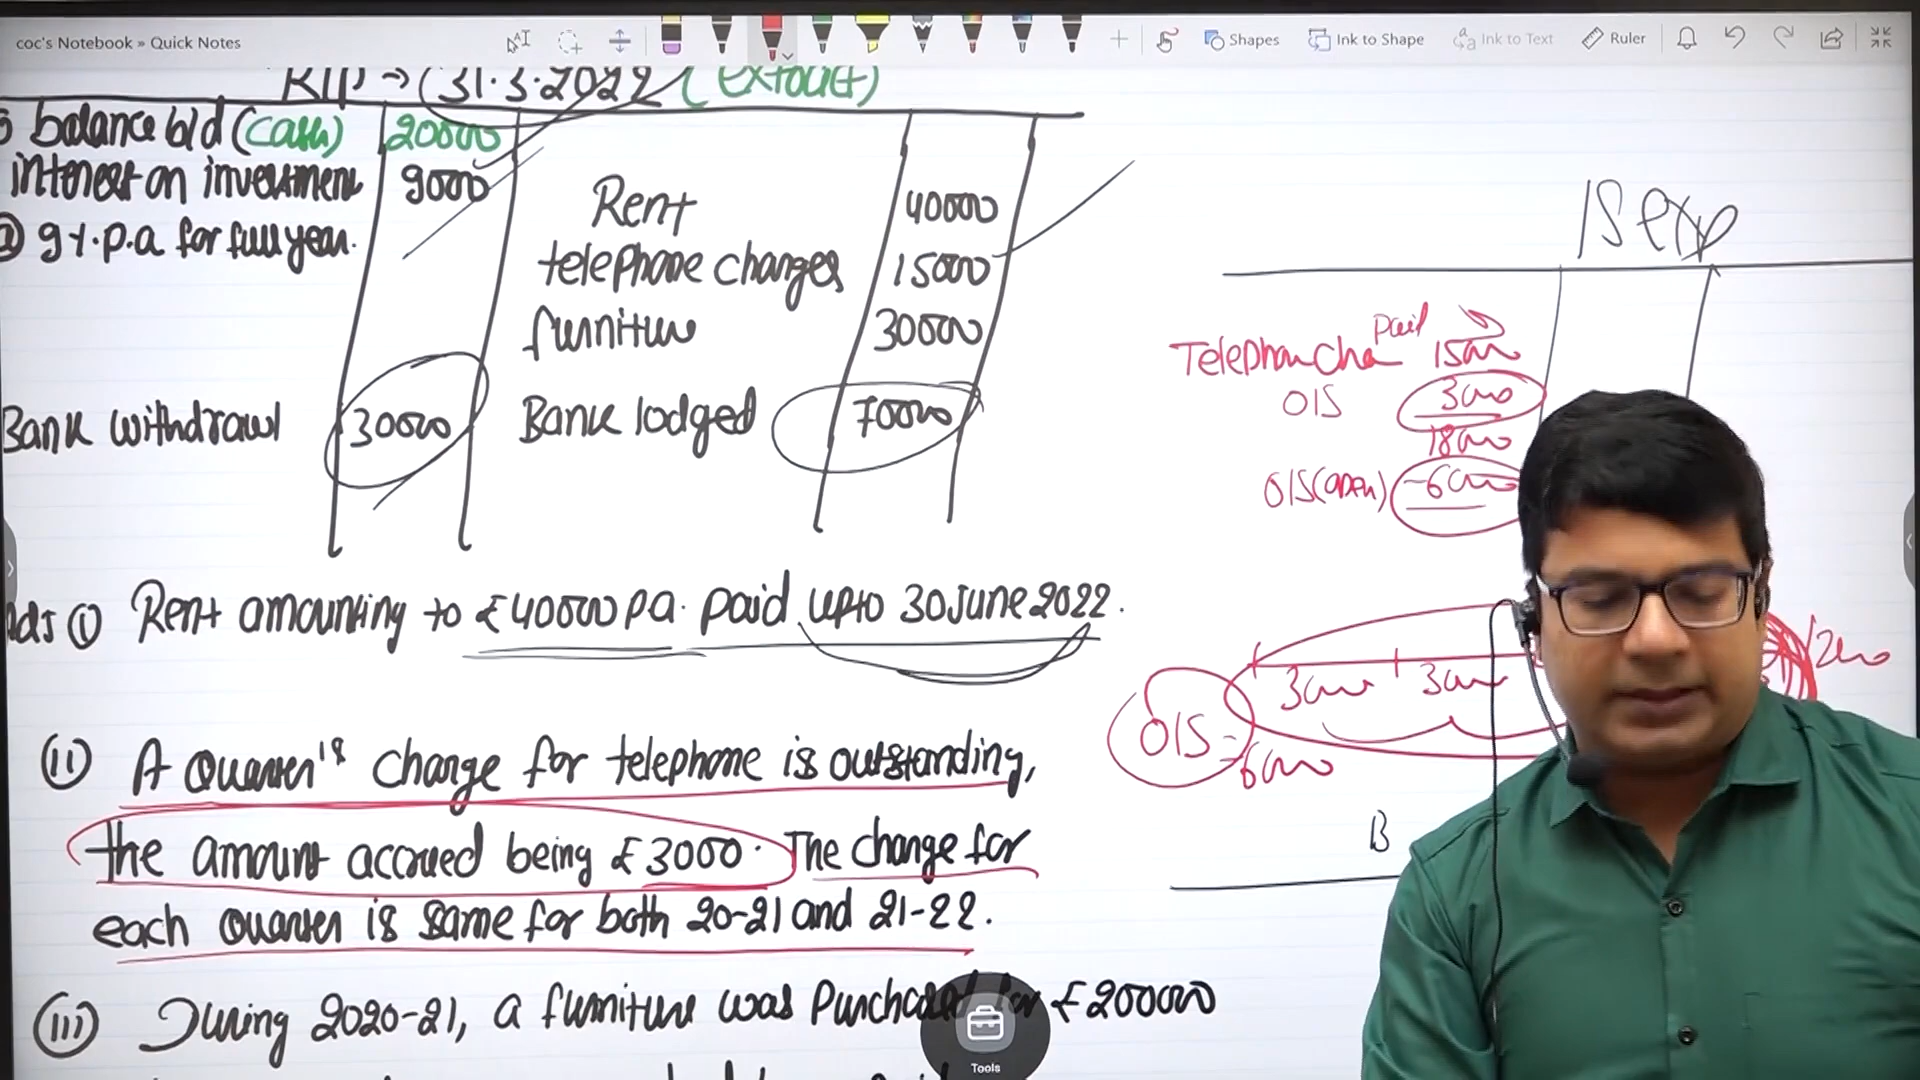 coc's Notebook » Quick Notes
Shapes
Ink to Shape
Ink to Text
Ruler
R/P → (31.3.2022 (extract)
balance b/d (cash) 20000
interest on investment 9000 Rent 40000
@ 9%.p.a for full year. telephone charges 15000
furniture 30000
Bank withdrawl 30000 Bank lodged 70000
(i) Rent amounting to ₹40000 pa. paid upto 30 June 2022.
(ii) A Quarter's charge for telephone is outstanding,
the amount accrued being ₹3000. The charge for
each quarter is same for both 20-21 and 21-22.
(iii) During 2020-21, a furniture was Purchased for ₹200000
IS exp
paid
Telephon Cha 15000
O/S 3000
18000
O/S(open) -6000
3000 3000
O/S = 6000
12000
B
Tools